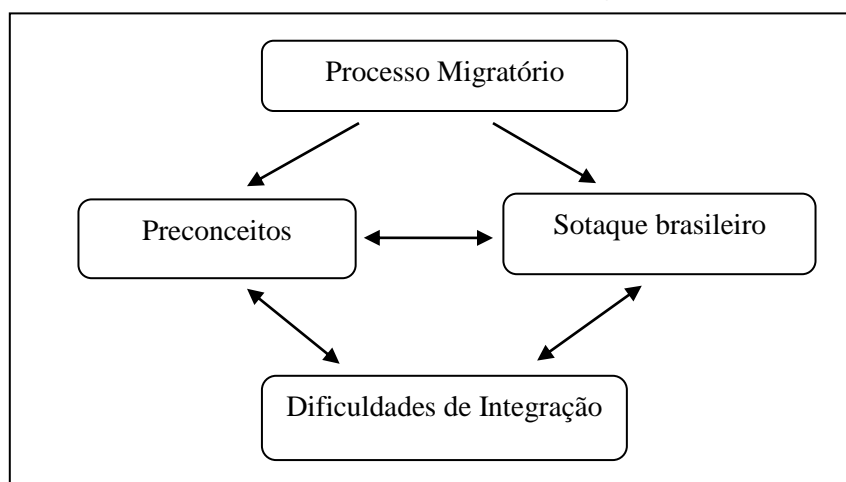 Processo Migratório
Preconceitos
Sotaque brasileiro
Dificuldades de Integração